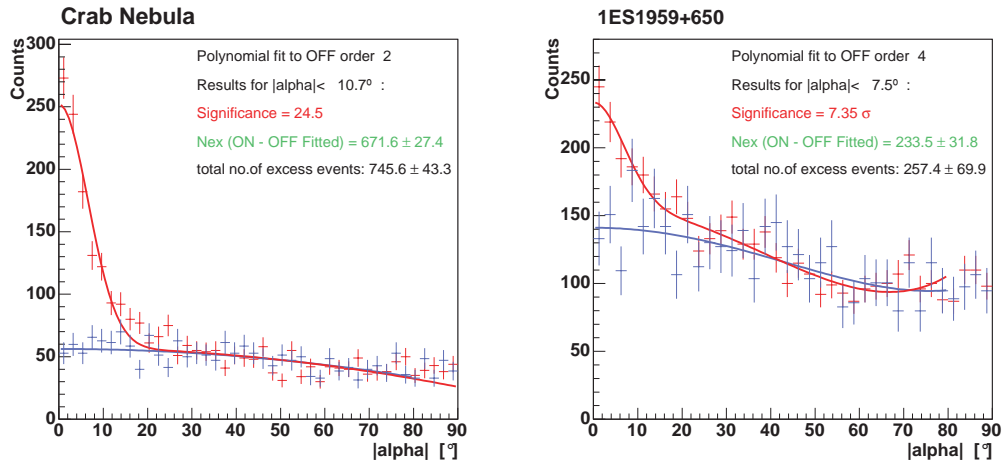 Crab Nebula
Counts
300
250
200
150
100
50
0
Polynomial fit to OFF order 2
Results for |alpha|< 10.7º :
Significance = 24.5
Nex (ON - OFF Fitted) = 671.6 ± 27.4
total no.of excess events: 745.6 ± 43.3
0 10 20 30 40 50 60 70 80 90
|alpha| [º]
1ES1959+650
Counts
250
200
150
100
50
0
Polynomial fit to OFF order 4
Results for |alpha|< 7.5º :
Significance = 7.35 σ
Nex (ON - OFF Fitted) = 233.5 ± 31.8
total no.of excess events: 257.4 ± 69.9
0 10 20 30 40 50 60 70 80 90
|alpha| [º]